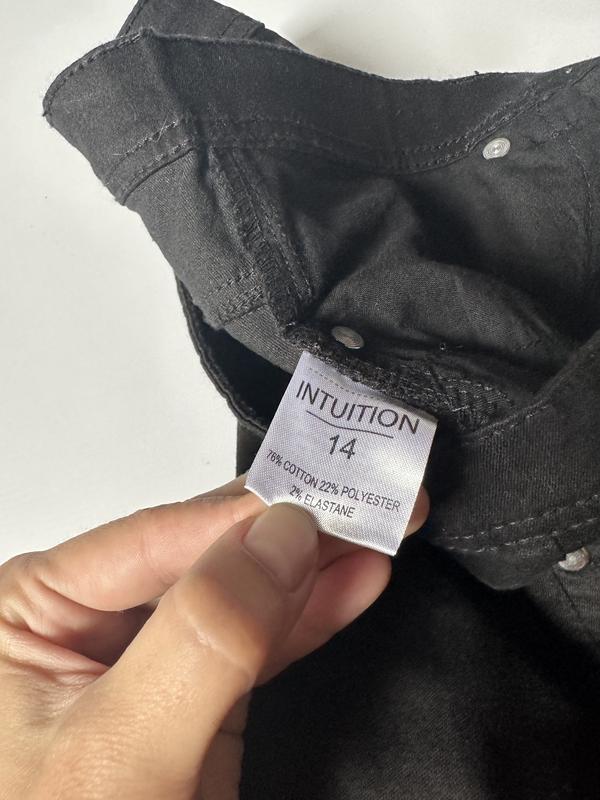 INTUITION
14
76% COTTON 22% POLYESTER
2% ELASTANE